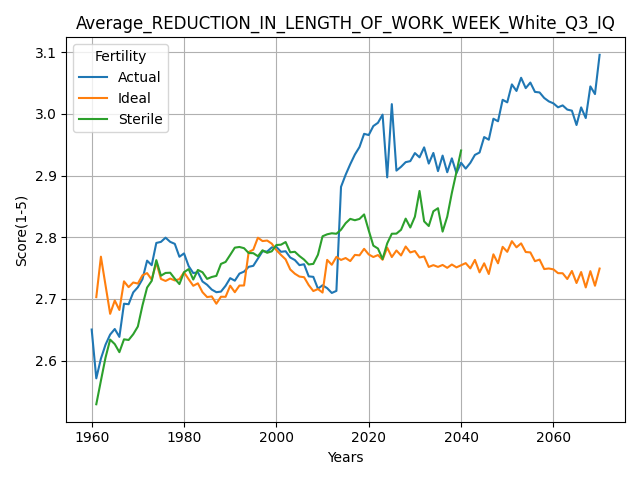 Average_REDUCTION_IN_LENGTH_OF_WORK_WEEK_White_Q3_IQ
Fertility
Actual
Ideal
Sterile
Score(1-5)
3.1
3.0
2.9
2.8
2.7
2.6
1960 1980 2000 2020 2040 2060
Years